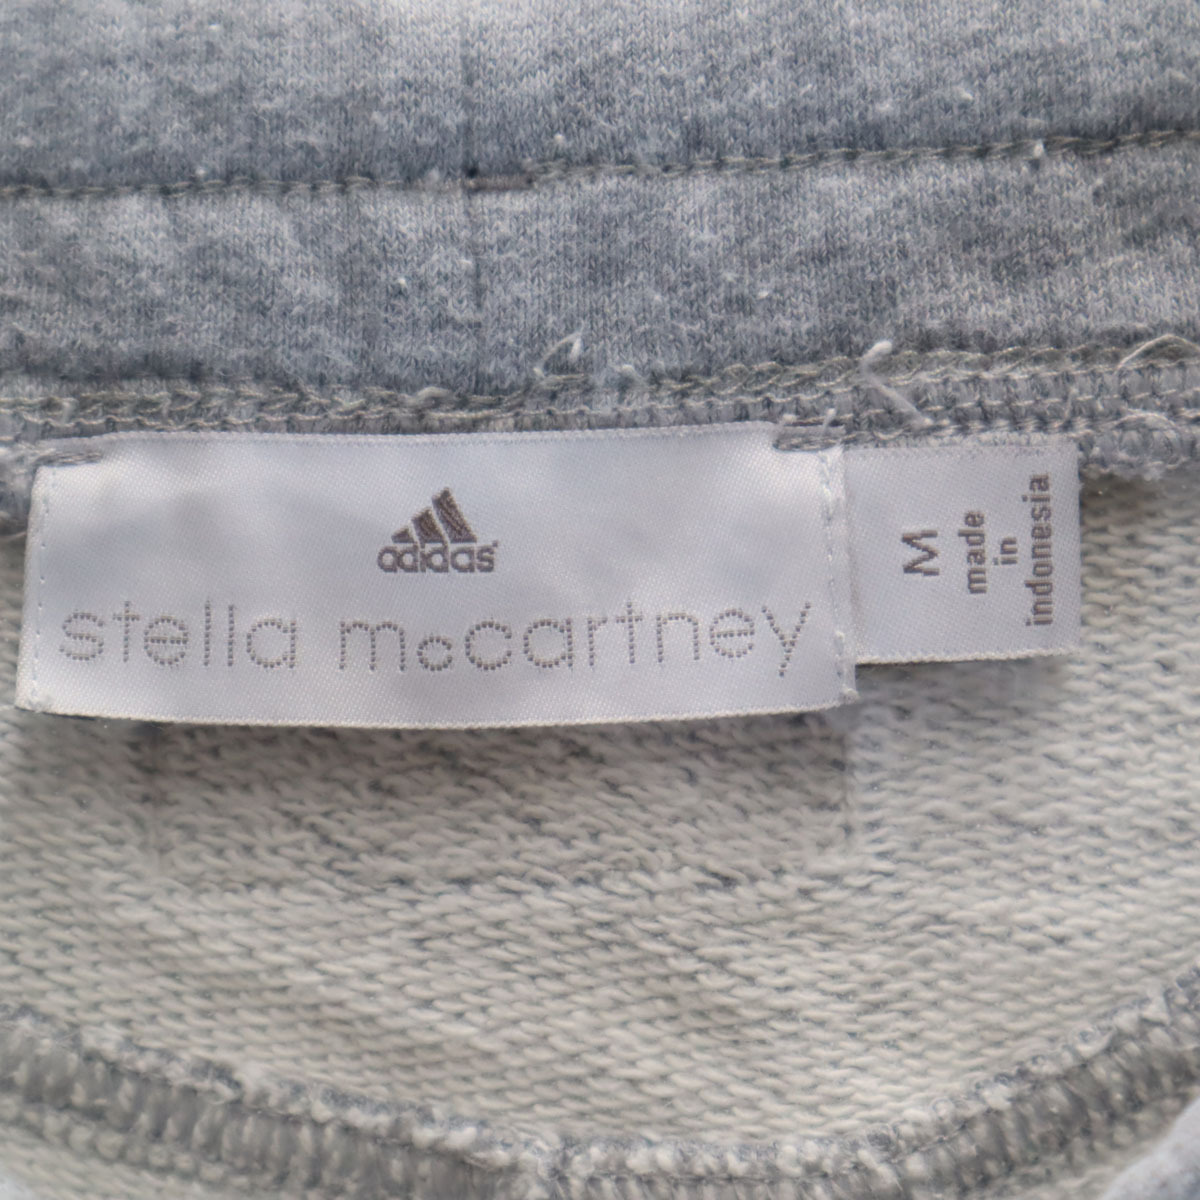 adidas
stella mccartney
M
made
in
indonesia